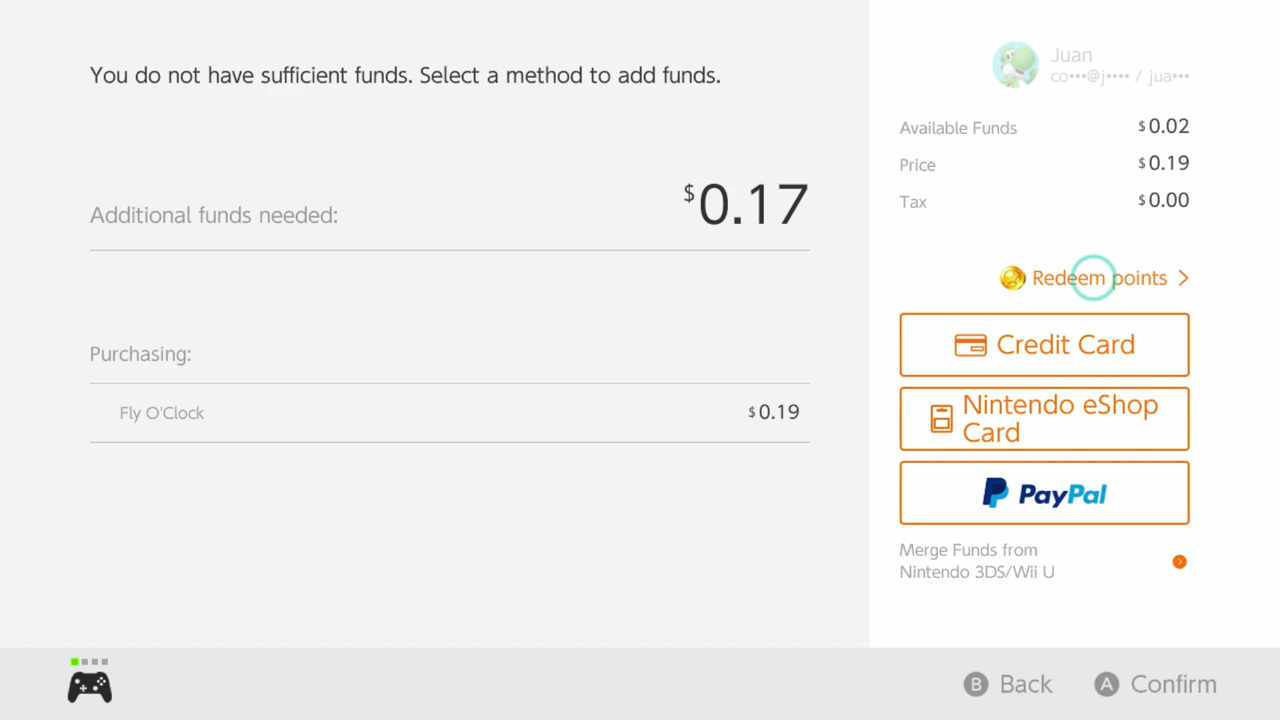 You do not have sufficient funds. Select a method to add funds.
Additional funds needed:
$0.17
Purchasing:
Fly O'Clock
$0.19
Juan
co•••@j•••• / jua•••
Available Funds
$0.02
Price
$0.19
Tax
$0.00
Redeem points
Credit Card
Nintendo eShop
Card
PayPal
Merge Funds from
Nintendo 3DS/Wii U
B Back
A Confirm